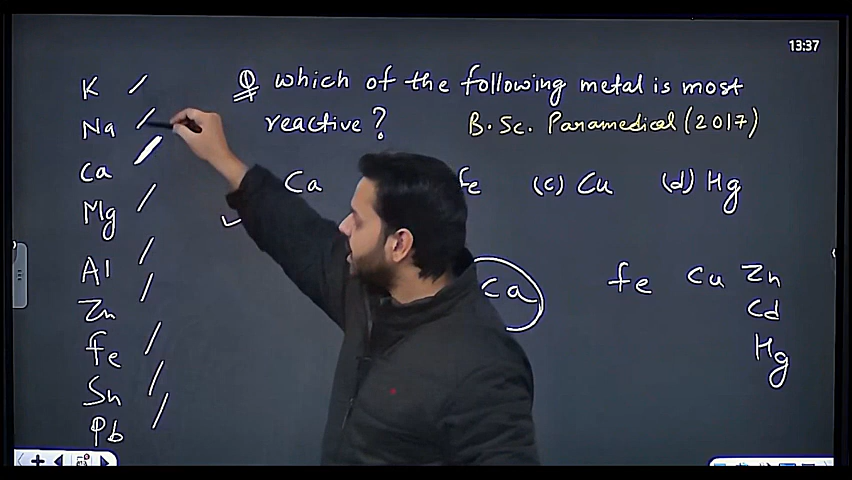 13:37
Q which of the following metal is most
reactive? B.Sc. Paramedical (2017)
Ca fe (c) Cu (d) Hg
Ca fe Cu Zn
Cd
Hg
K
Na
Ca
Mg
Al
Zn
fe
Sn
Pb